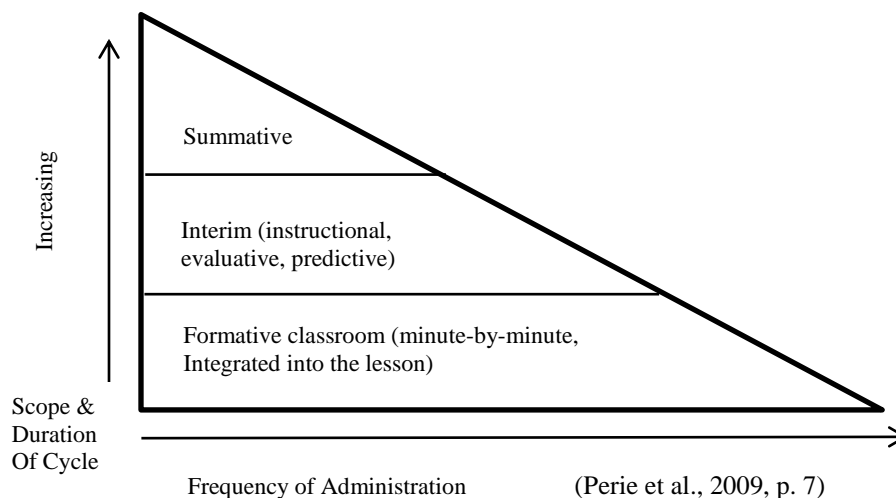 Summative
Increasing
Interim (instructional,
evaluative, predictive)
Formative classroom (minute-by-minute,
Integrated into the lesson)
Scope &
Duration
Of Cycle
Frequency of Administration
(Perie et al., 2009, p. 7)